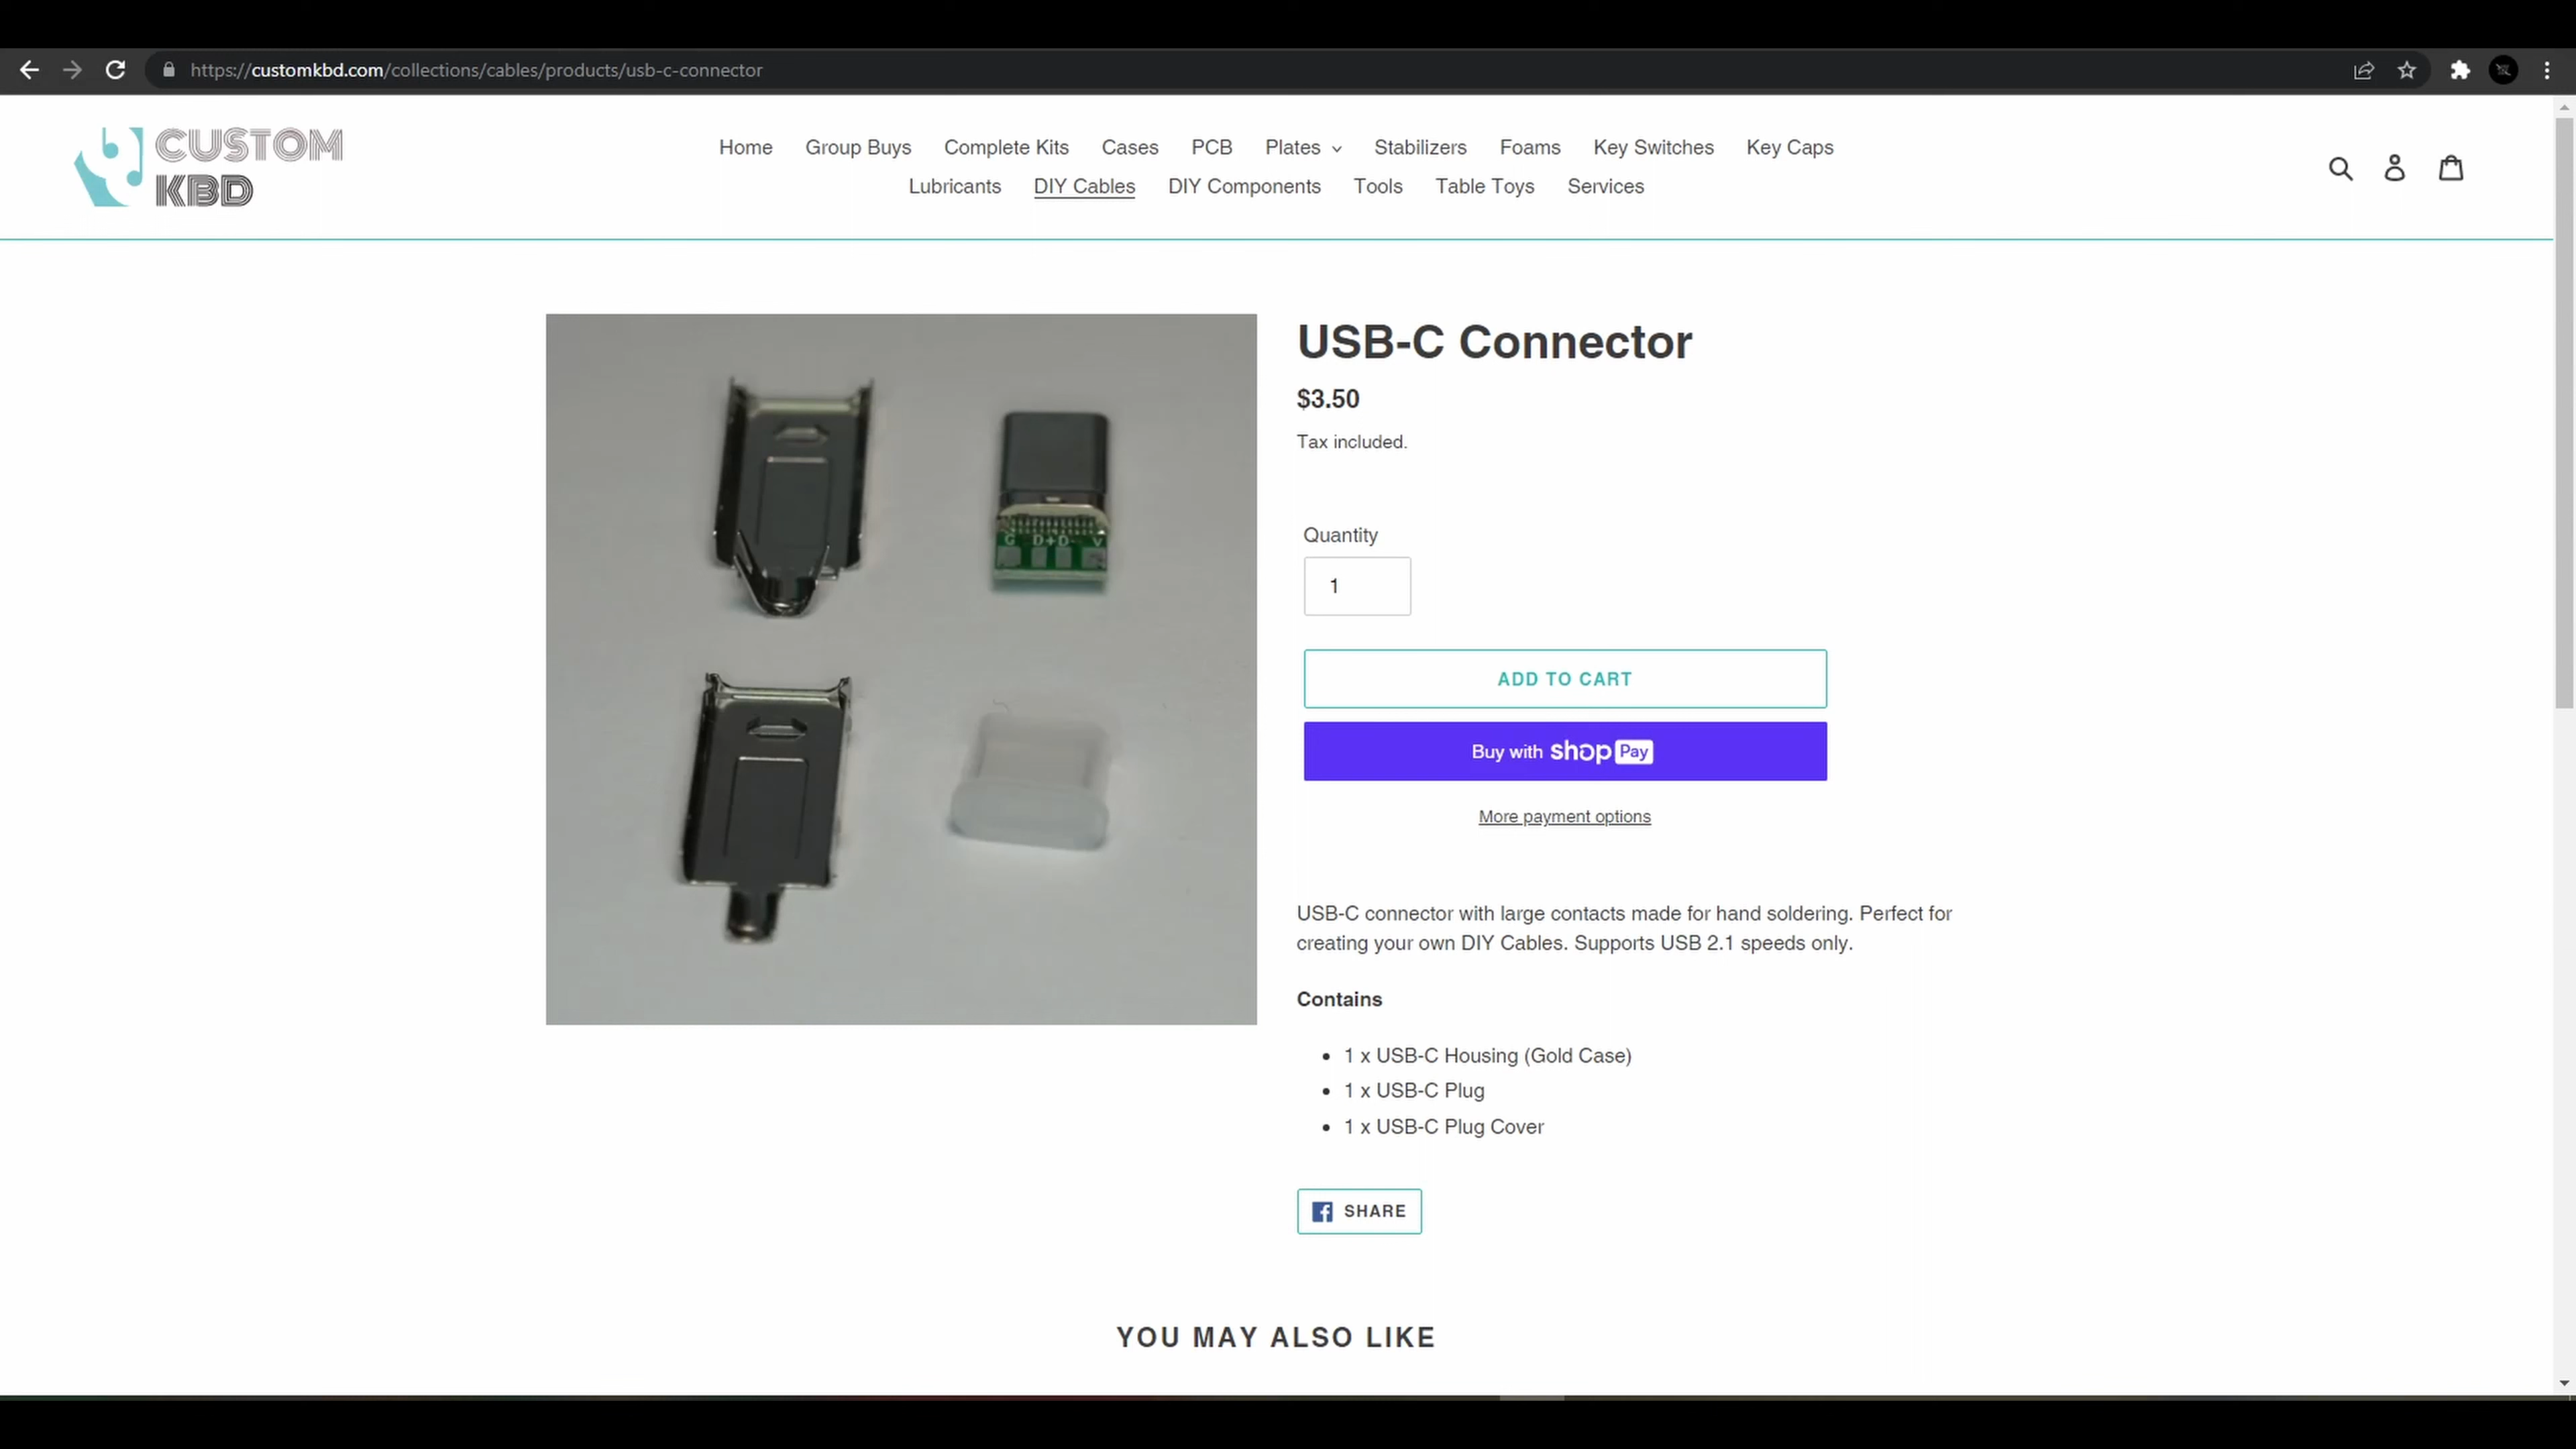 https://customkbd.com/collections/cables/products/usb-c-connector
CUSTOM
KBD
Home Group Buys Complete Kits Cases PCB Plates Stabilizers Foams Key Switches Key Caps
Lubricants DIY Cables DIY Components Tools Table Toys Services
G D+D- V
USB-C Connector
$3.50
Tax included.
Quantity
1
ADD TO CART
Buy with shop Pay
More payment options
USB-C connector with large contacts made for hand soldering. Perfect for
creating your own DIY Cables. Supports USB 2.1 speeds only.
Contains
• 1 x USB-C Housing (Gold Case)
• 1 x USB-C Plug
• 1 x USB-C Plug Cover
SHARE
YOU MAY ALSO LIKE